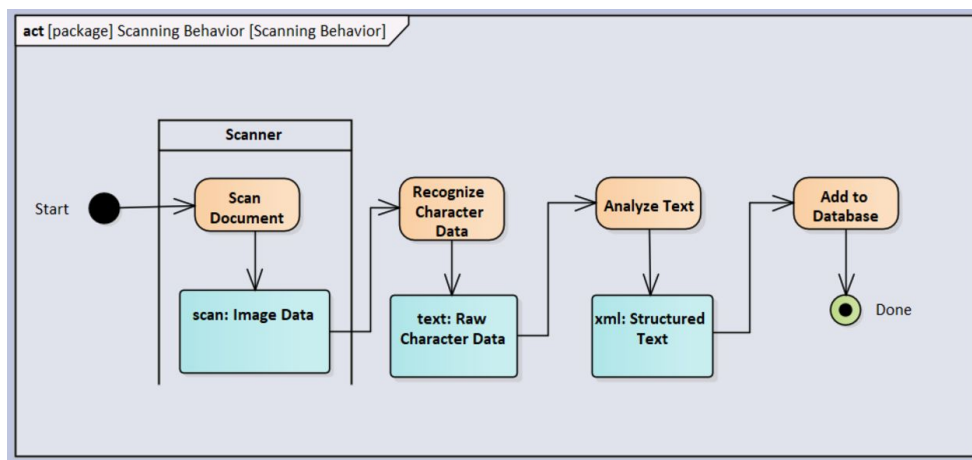 act [package] Scanning Behavior [Scanning Behavior]
Scanner
Start
Scan
Document
scan: Image Data
Recognize
Character
Data
text: Raw
Character Data
Analyze Text
xml: Structured
Text
Add to
Database
Done